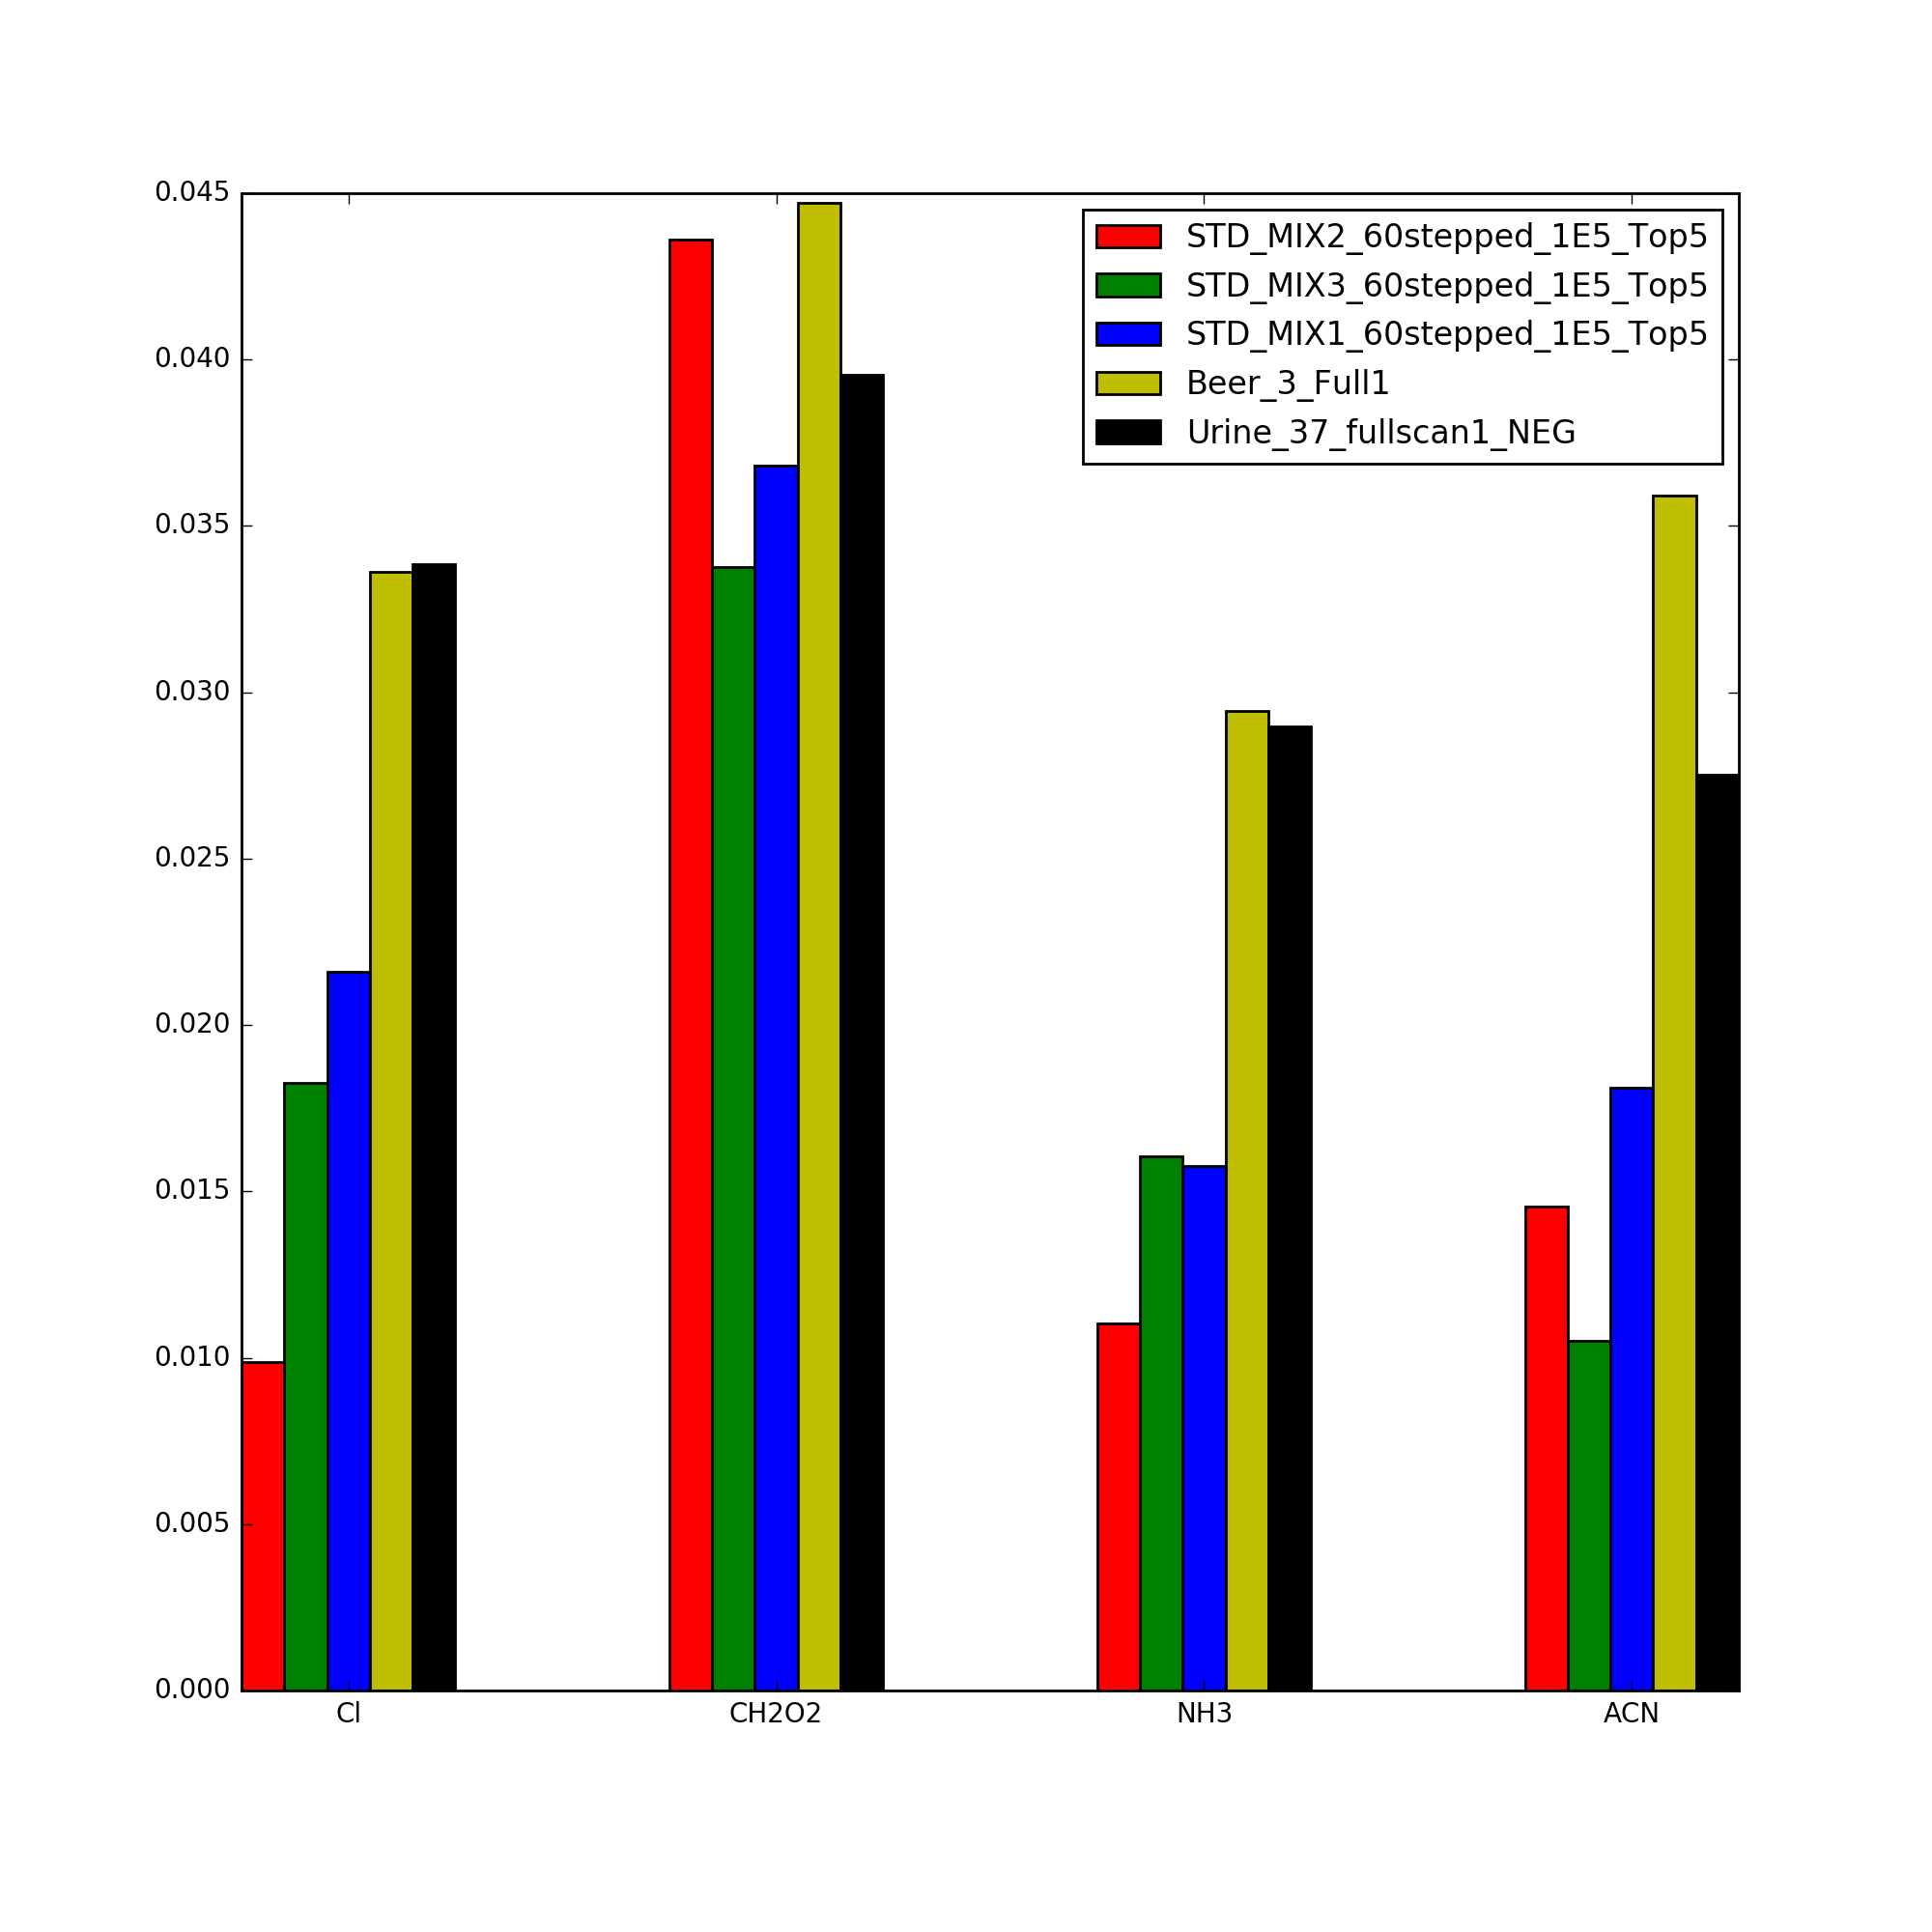 0.045
0.040
0.035
0.030
0.025
0.020
0.015
0.010
0.005
0.000
STD_MIX2_60stepped_1E5_Top5
STD_MIX3_60stepped_1E5_Top5
STD_MIX1_60stepped_1E5_Top5
Beer_3_Full1
Urine_37_fullscan1_NEG
Cl CH2O2 NH3 ACN